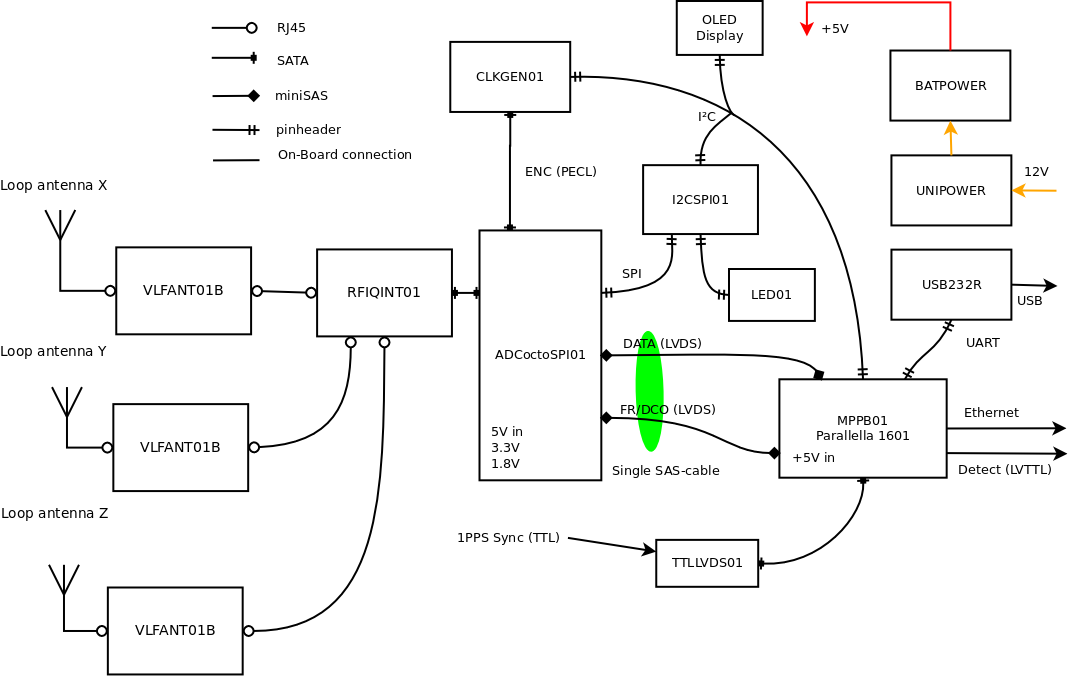 RJ45
SATA
miniSAS
pinheader
On-Board connection
OLED
Display
+5V
CLKGEN01
BATPOWER
I²C
ENC (PECL)
I2CSPI01
12V
UNIPOWER
Loop antenna X
VLFANT01B
RFIQINT01
SPI
LED01
USB232R
USB
UART
Loop antenna Y
VLFANT01B
ADCoctoSPI01
DATA (LVDS)
FR/DCO (LVDS)
5V in
3.3V
1.8V
Single SAS-cable
MPPB01
Parallella 1601
+5V in
Ethernet
Detect (LVTTL)
Loop antenna Z
VLFANT01B
1PPS Sync (TTL)
TTLLVDS01